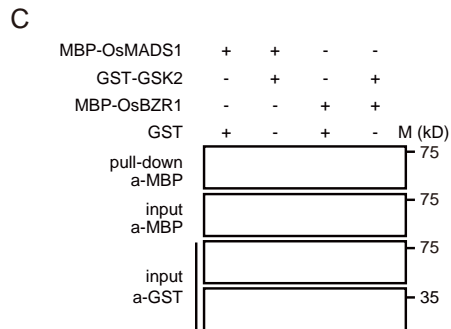 C
MBP-OsMADS1 + + - -
GST-GSK2 - + - +
MBP-OsBZR1 - - + +
GST + - + - M (kD)
pull-down
a-MBP
75
input
a-MBP
75
input
a-GST
75
35